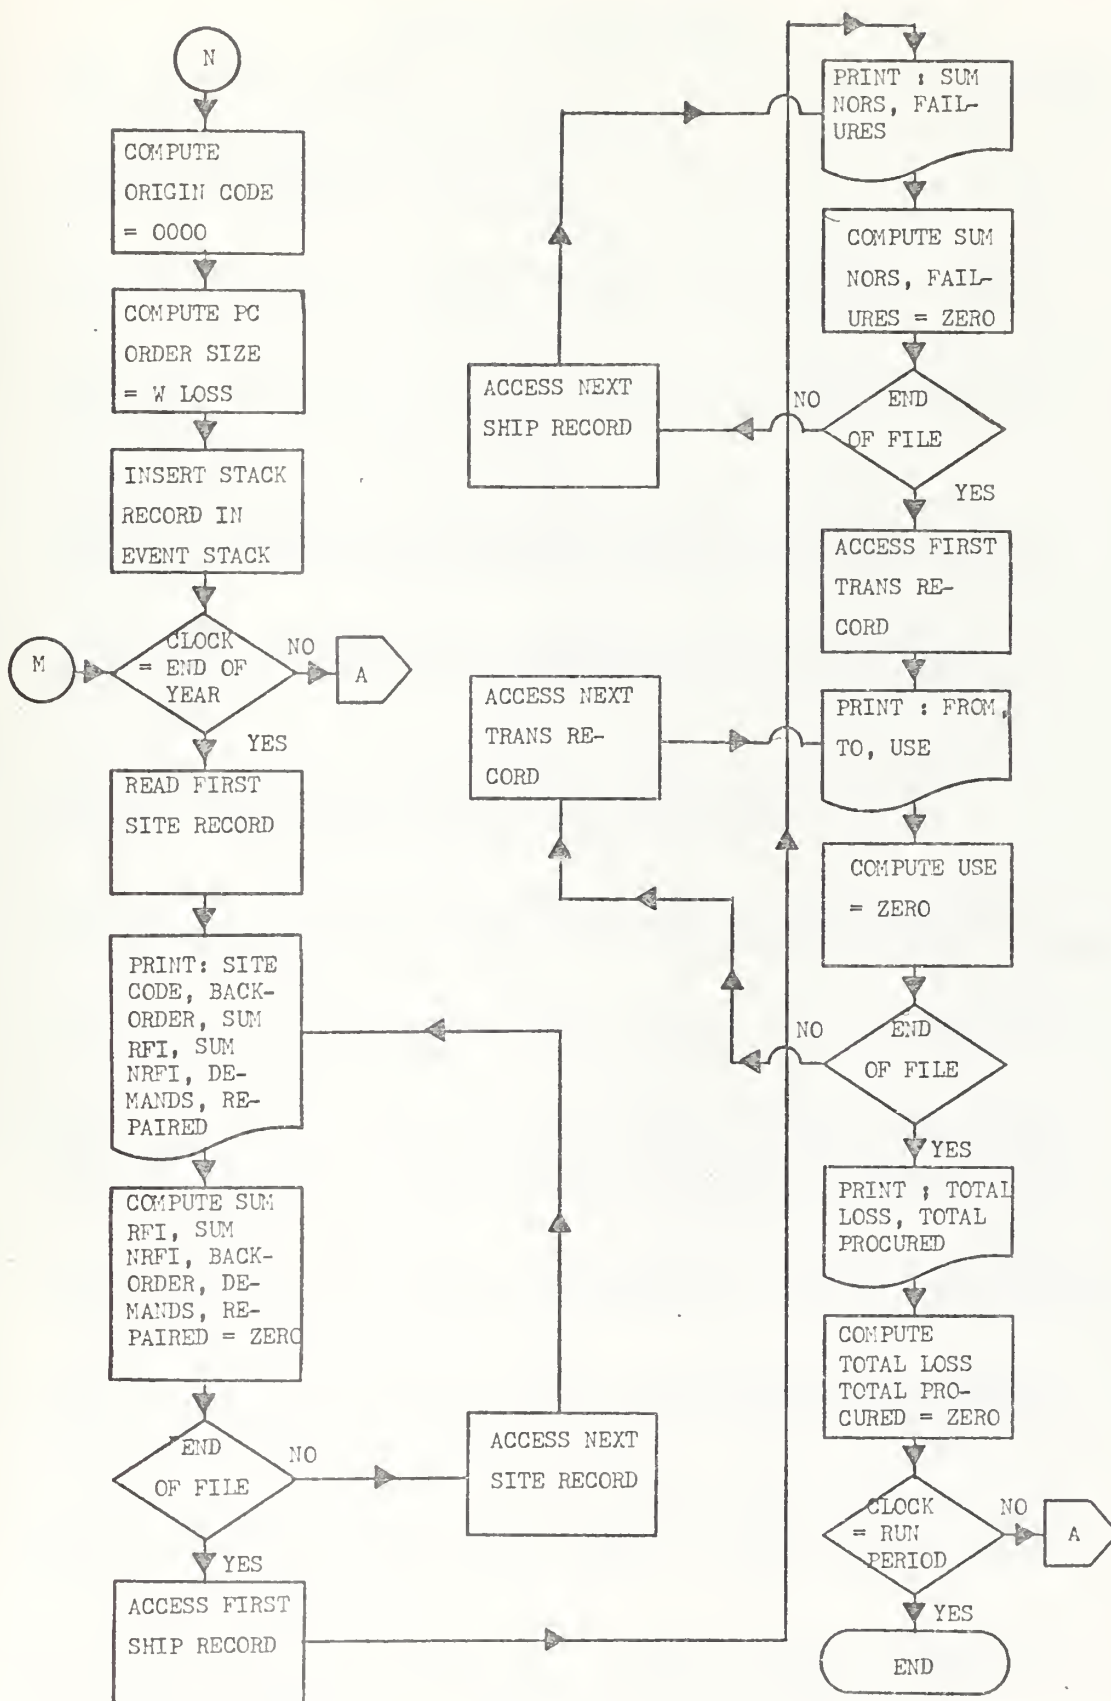 N
COMPUTE
ORIGIN CODE
= 0000
COMPUTE PC
ORDER SIZE
= W LOSS
INSERT STACK
RECORD IN
EVENT STACK
M
CLOCK
= END OF
YEAR
NO
A
YES
READ FIRST
SITE RECORD
PRINT: SITE
CODE, BACK-
ORDER, SUM
RFI, SUM
NRFI, DE-
MANDS, RE-
PAIRED
COMPUTE SUM
RFI, SUM
NRFI, BACK-
ORDER, DE-
MANDS, RE-
PAIRED = ZERO
END
OF FILE
NO
ACCESS NEXT
SITE RECORD
YES
ACCESS FIRST
SHIP RECORD
PRINT : SUM
NORS, FAIL-
URES
COMPUTE SUM
NORS, FAIL-
URES = ZERO
END
OF FILE
NO
ACCESS NEXT
SHIP RECORD
YES
ACCESS FIRST
TRANS RE-
CORD
PRINT : FROM,
TO, USE
COMPUTE USE
= ZERO
END
OF FILE
NO
ACCESS NEXT
TRANS RE-
CORD
YES
PRINT : TOTAL
LOSS, TOTAL
PROCURED
COMPUTE
TOTAL LOSS
TOTAL PRO-
CURED = ZERO
CLOCK
= RUN
PERIOD
NO
A
YES
END